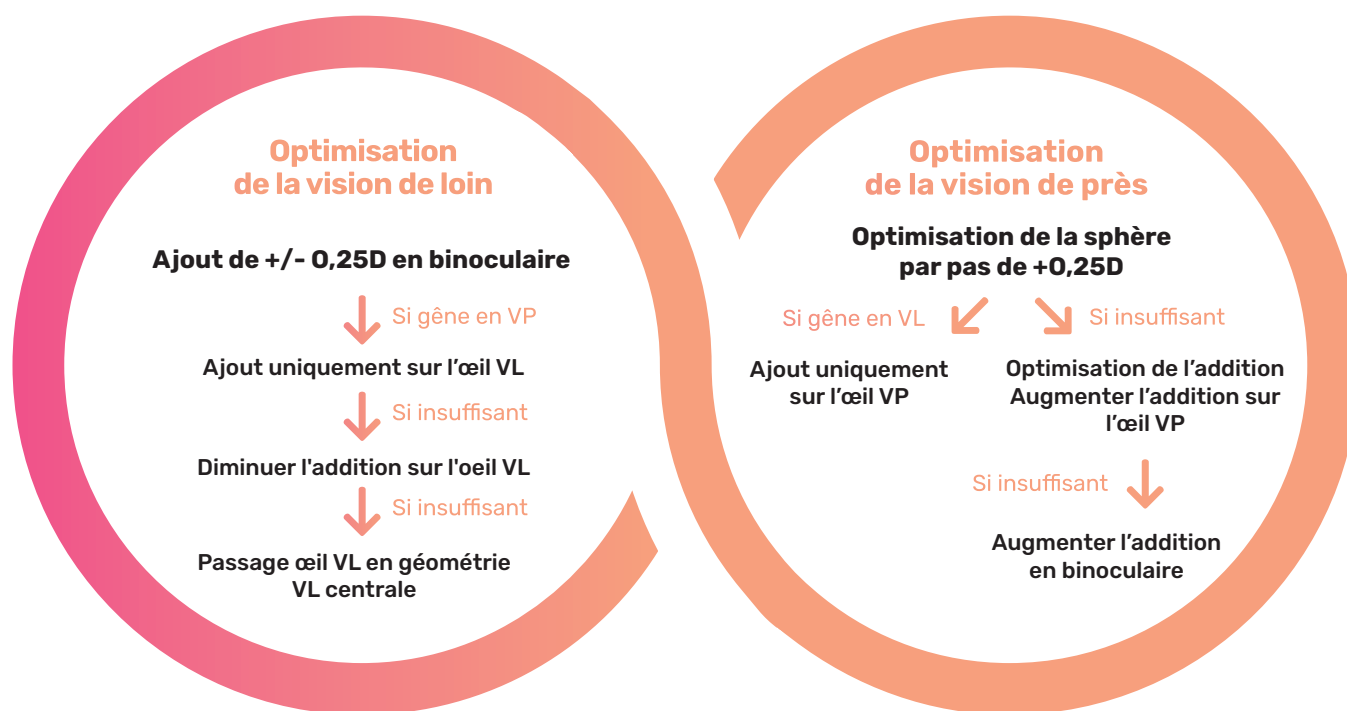 Optimisation
de la vision de loin
Ajout de +/- 0,25D en binoculaire
Si gêne en VP
Ajout uniquement sur l'œil VL
Si insuffisant
Diminuer l'addition sur l'oeil VL
Si insuffisant
Passage œil VL en géométrie
VL centrale
Optimisation
de la vision de près
Optimisation de la sphère
par pas de +0,25D
Si gêne en VL
Ajout uniquement
sur l'œil VP
Si insuffisant
Optimisation de l'addition
Augmenter l'addition sur
l'œil VP
Si insuffisant
Augmenter l'addition
en binoculaire